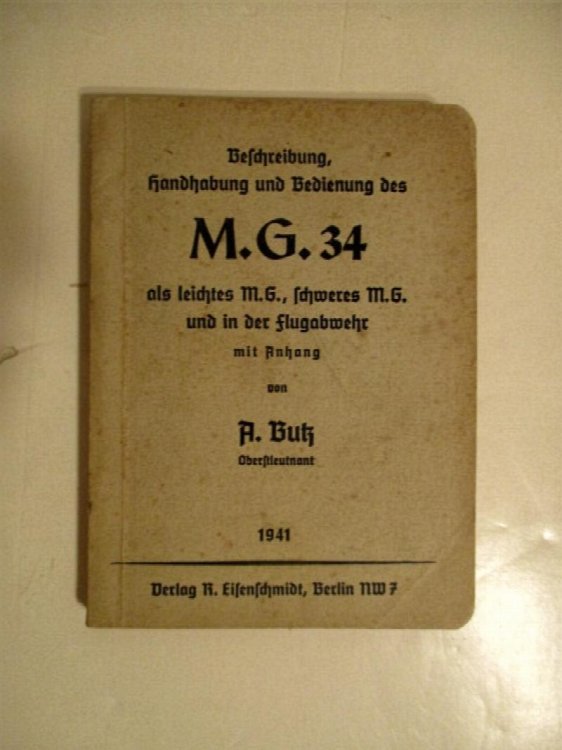 Beſchreibung,
Handhabung und Bedienung des
M.G. 34
als leichtes M.G., ſchweres M.G.
und in der Flugabwehr
mit Anhang
von
A. Butz
Oberſtleutnant
1941
Verlag R. Eiſenſchmidt, Berlin NW 7